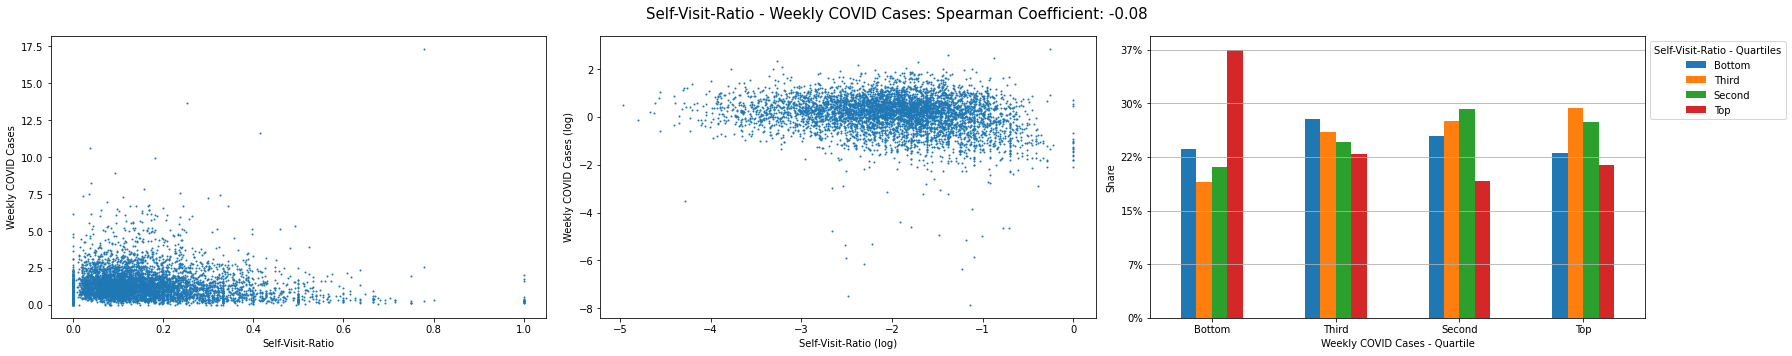 Self-Visit-Ratio - Weekly COVID Cases: Spearman Coefficient: -0.08
Weekly COVID Cases
17.5
15.0
12.5
10.0
7.5
5.0
2.5
0.0
0.0 0.2 0.4 0.6 0.8 1.0
Self-Visit-Ratio
Weekly COVID Cases (log)
2
0
−2
−4
−6
−8
−5 −4 −3 −2 −1 0
Self-Visit-Ratio (log)
Share
37%
30%
22%
15%
7%
0%
Bottom Third Second Top
Weekly COVID Cases - Quartile
Self-Visit-Ratio - Quartiles
Bottom
Third
Second
Top